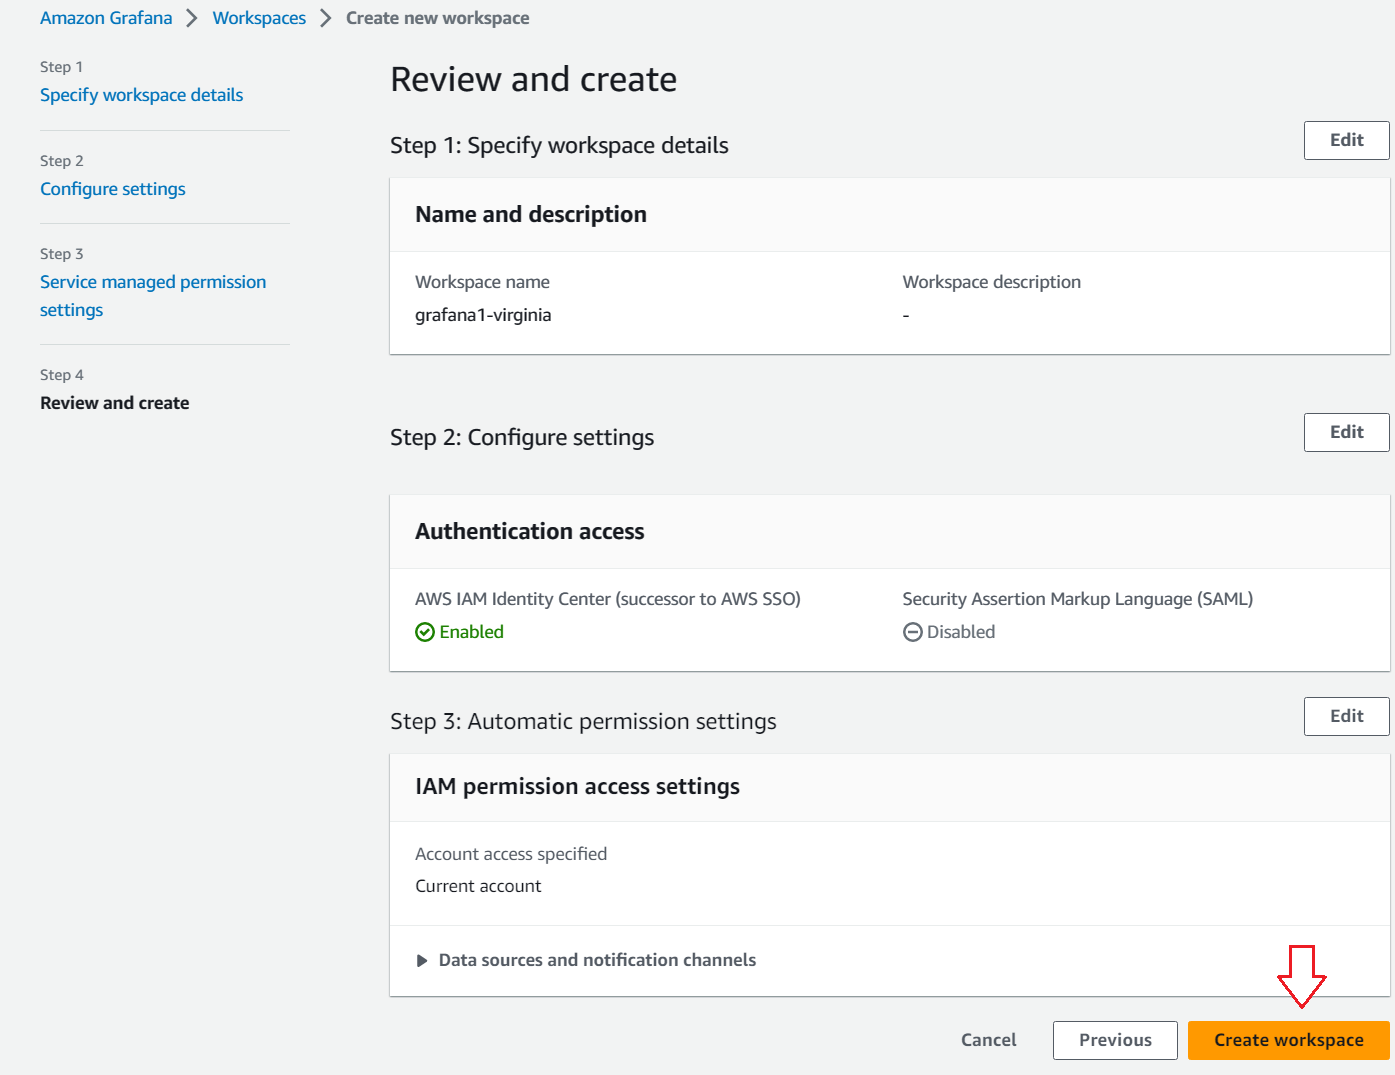 Amazon Grafana > Workspaces > Create new workspace
Step 1
Specify workspace details
Step 2
Configure settings
Step 3
Service managed permission
settings
Step 4
Review and create
Review and create
Step 1: Specify workspace details
Edit
Name and description
Workspace name
grafana1-virginia
Workspace description
-
Step 2: Configure settings
Edit
Authentication access
AWS IAM Identity Center (successor to AWS SSO)
Enabled
Security Assertion Markup Language (SAML)
Disabled
Step 3: Automatic permission settings
Edit
IAM permission access settings
Account access specified
Current account
Data sources and notification channels
Cancel
Previous
Create workspace